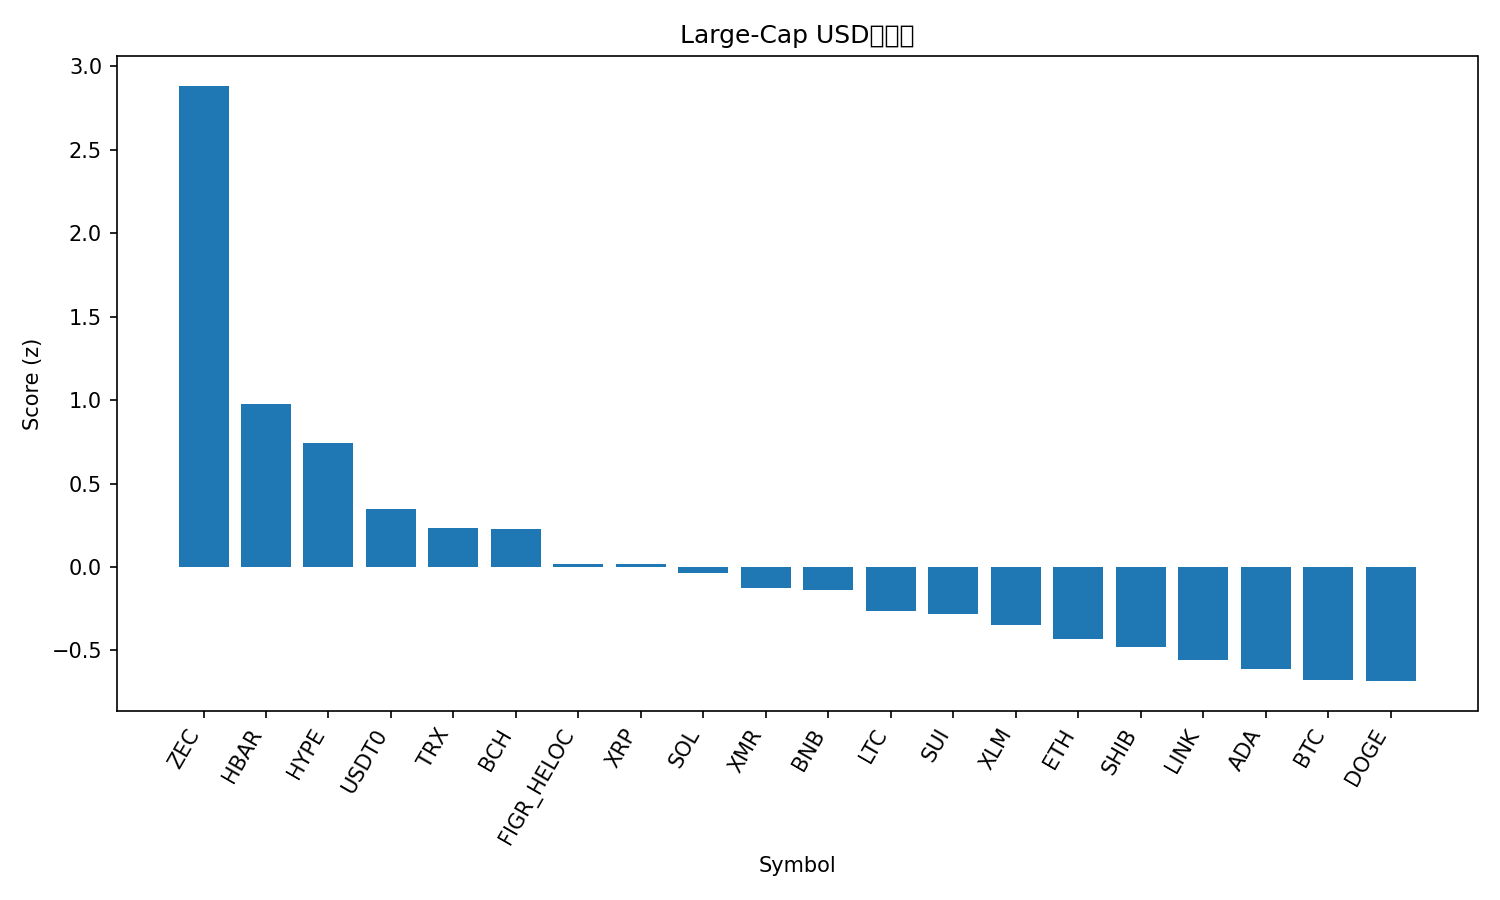 Large-Cap USD
3.0
2.5
2.0
1.5
1.0
0.5
0.0
−0.5
Score (z)
ZEC
HBAR
HYPE
USDT0
TRX
BCH
FIGR_HELOC
XRP
SOL
XMR
BNB
LTC
SUI
XLM
ETH
SHIB
LINK
ADA
BTC
DOGE
Symbol